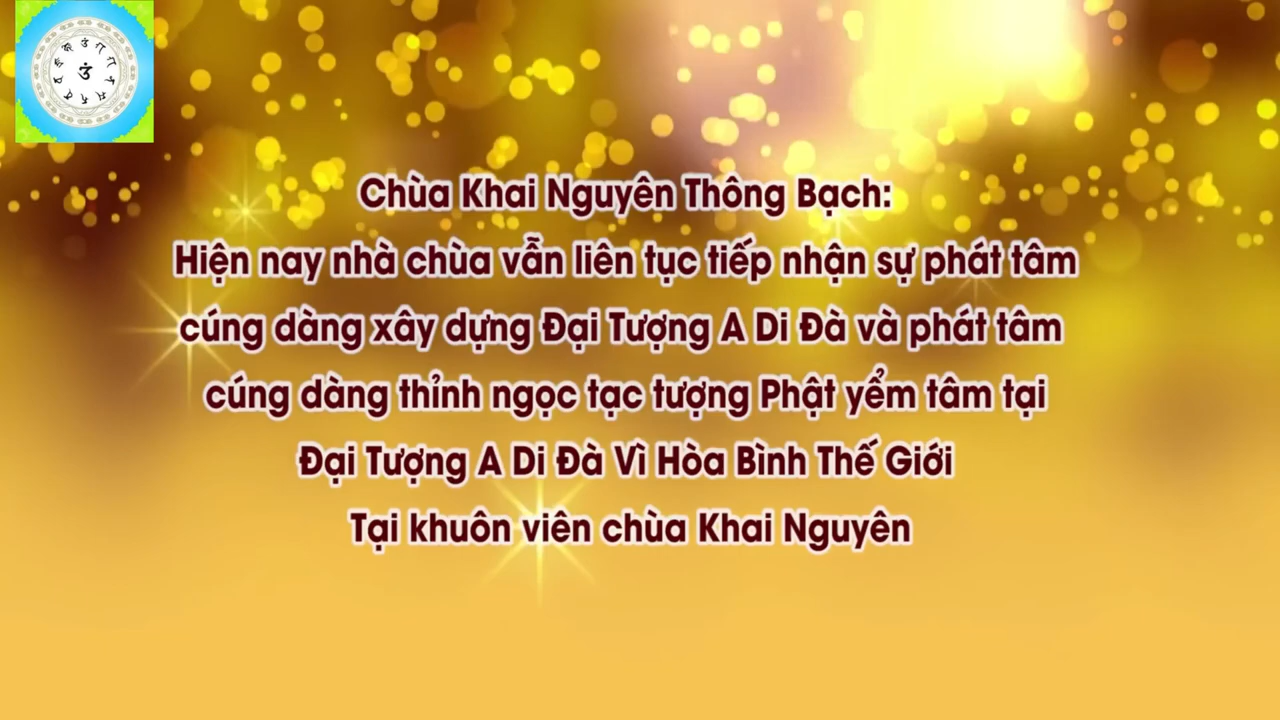 Chùa Khai Nguyên Thông Bạch:
Hiện nay nhà chùa vẫn liên tục tiếp nhận sự phát tâm
cúng dàng xây dựng Đại Tượng A Di Đà và phát tâm
cúng dàng thỉnh ngọc tạc tượng Phật yểm tâm tại
Đại Tượng A Di Đà Vì Hòa Bình Thế Giới
Tại khuôn viên chùa Khai Nguyên